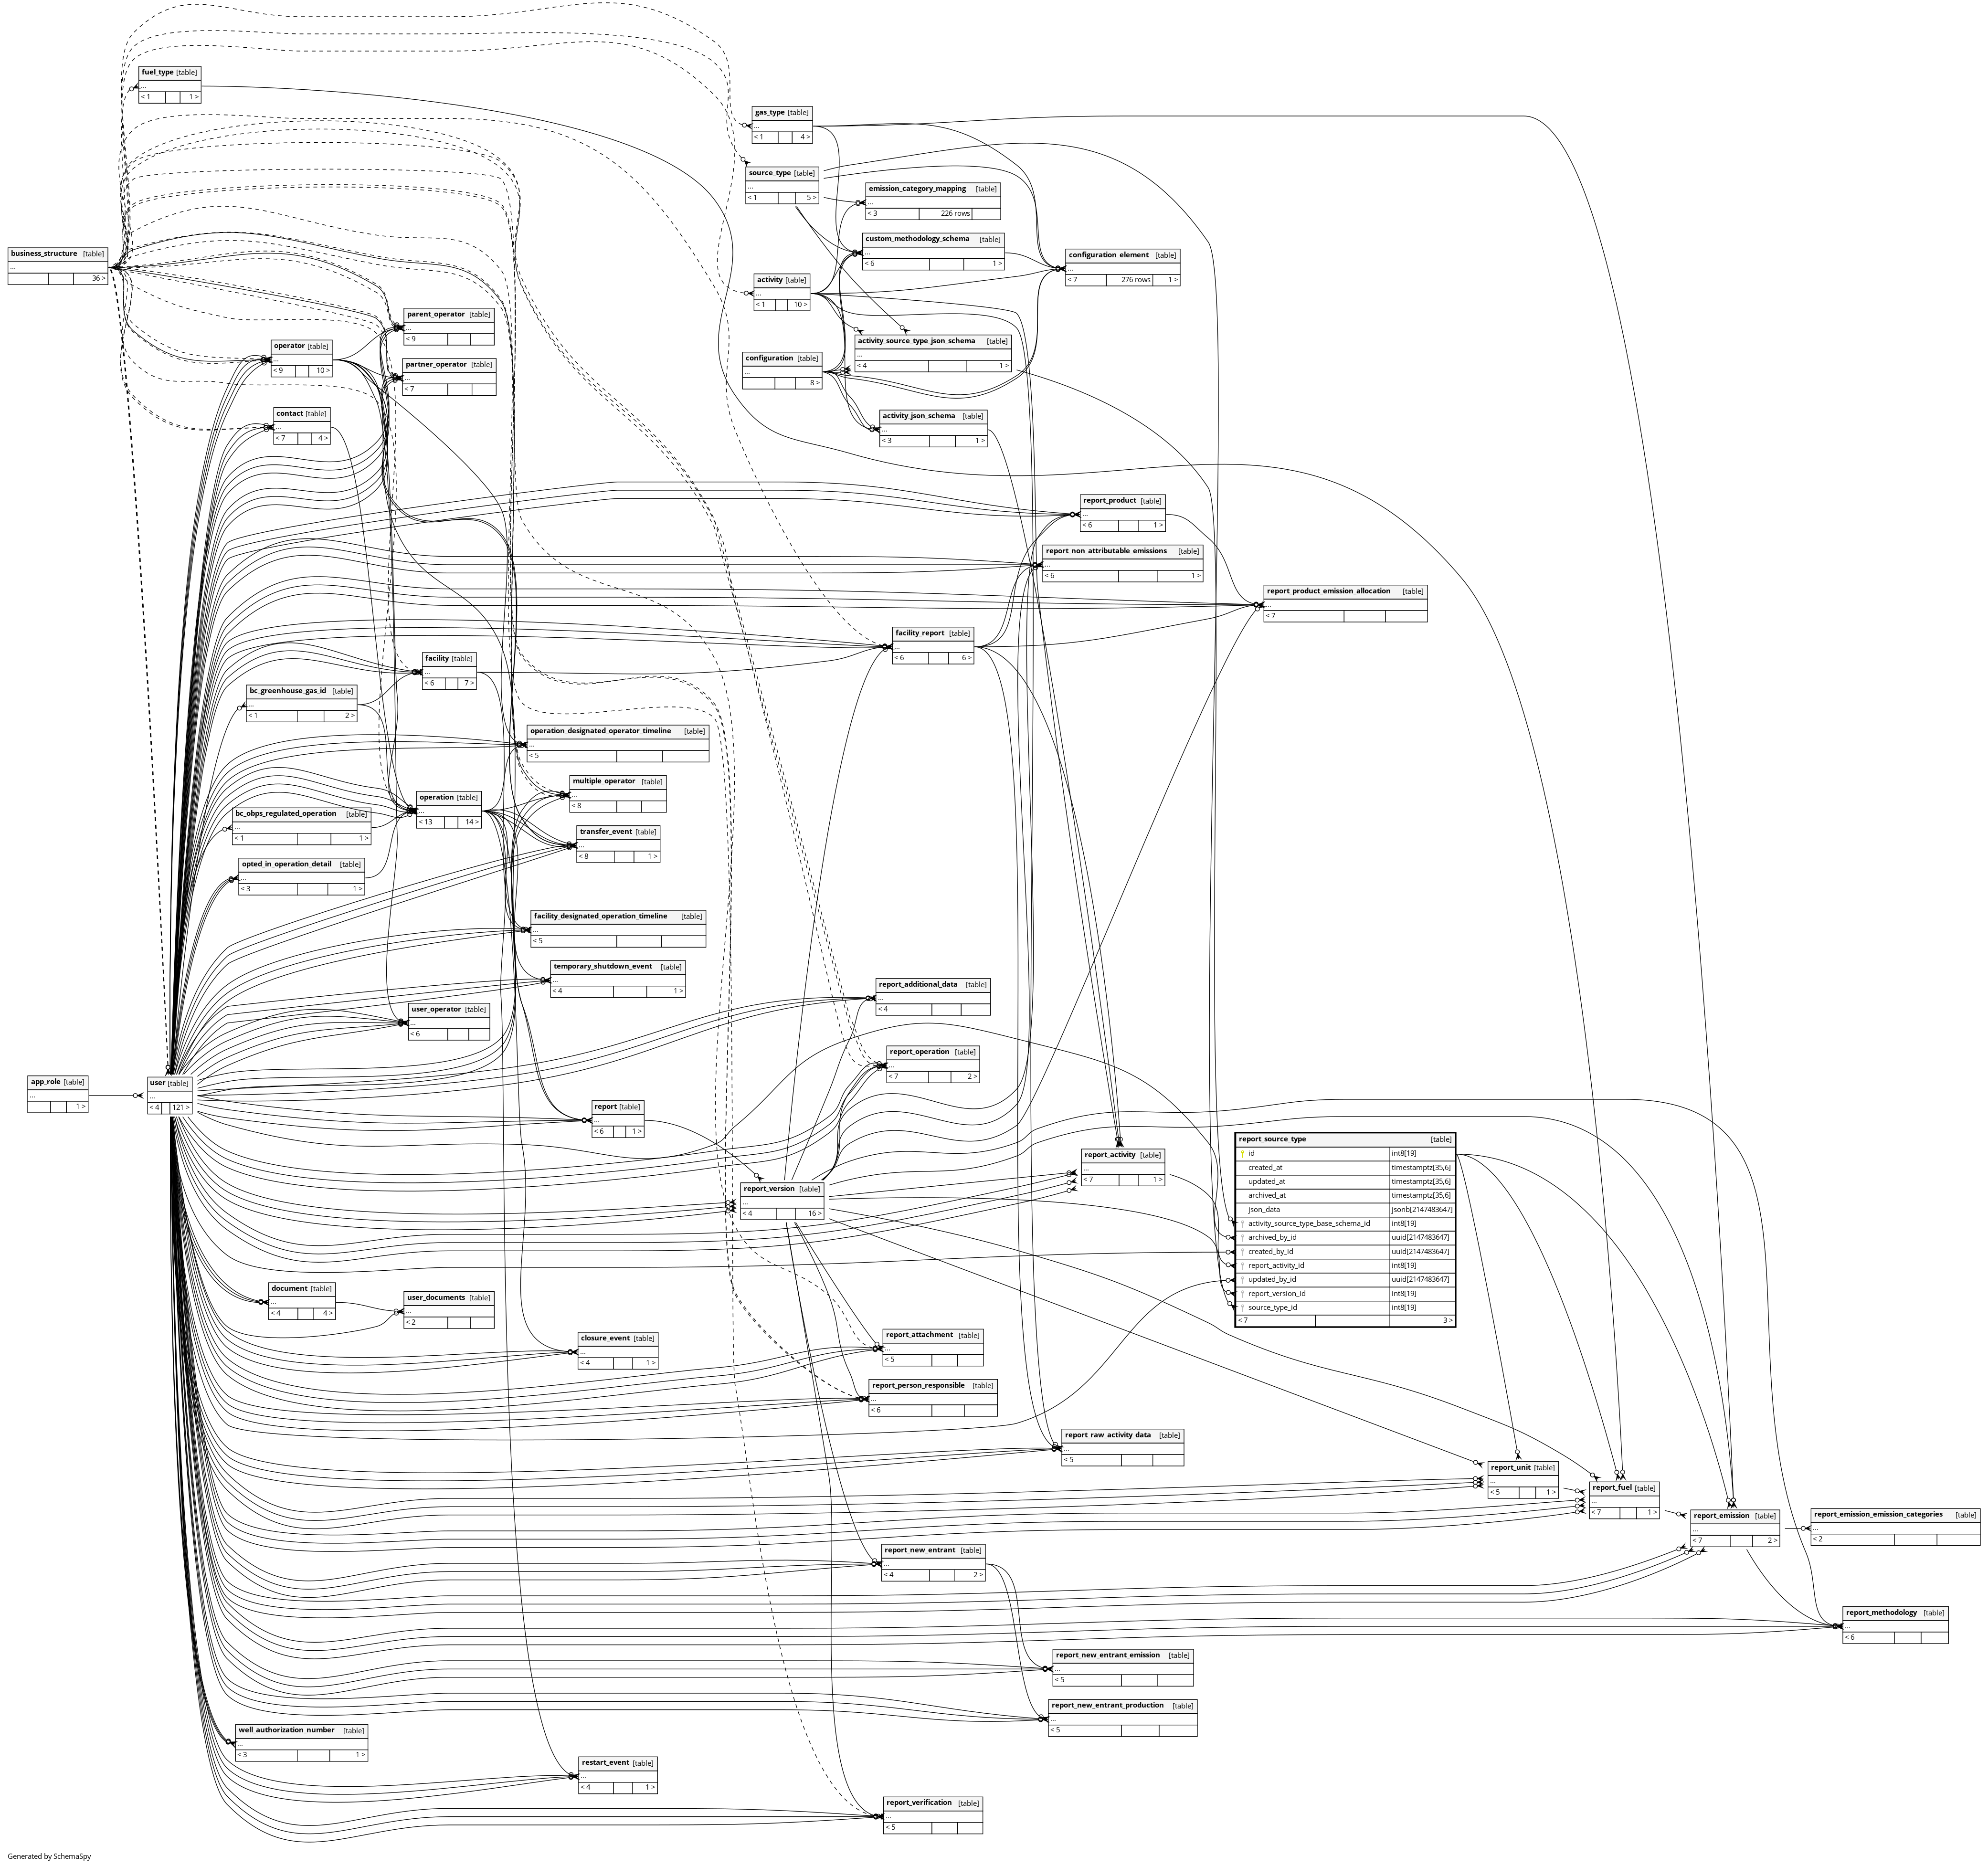 fuel_type [table]
...
< 1 1 >
gas_type [table]
...
< 1 4 >
source_type [table]
...
< 1 5 >
emission_category_mapping [table]
...
< 3 226 rows
custom_methodology_schema [table]
...
< 6 1 >
business_structure [table]
...
36 >
configuration_element [table]
...
< 7 276 rows 1 >
activity [table]
...
< 1 10 >
parent_operator [table]
...
< 9
activity_source_type_json_schema [table]
...
< 4 1 >
operator [table]
...
< 9 10 >
configuration [table]
...
8 >
partner_operator [table]
...
< 7
contact [table]
...
< 7 4 >
activity_json_schema [table]
...
< 3 1 >
report_product [table]
...
< 6 1 >
report_non_attributable_emissions [table]
...
< 6 1 >
report_product_emission_allocation [table]
...
< 7
facility_report [table]
...
< 6 6 >
facility [table]
...
< 6 7 >
bc_greenhouse_gas_id [table]
...
< 1 2 >
operation_designated_operator_timeline [table]
...
< 5
multiple_operator [table]
...
< 8
operation [table]
...
< 13 14 >
bc_obps_regulated_operation [table]
...
< 1 1 >
transfer_event [table]
...
< 8 1 >
opted_in_operation_detail [table]
...
< 3 1 >
facility_designated_operation_timeline [table]
...
< 5
temporary_shutdown_event [table]
...
< 4 1 >
report_additional_data [table]
...
< 4
user_operator [table]
...
< 6
report_operation [table]
...
< 7 2 >
app_role [table]
...
1 >
user [table]
...
< 4 121 >
report [table]
...
< 6 1 >
report_activity [table]
...
< 7 1 >
report_version [table]
...
< 4 16 >
report_source_type [table]
id int8[19]
created_at timestamptz[35,6]
updated_at timestamptz[35,6]
archived_at timestamptz[35,6]
json_data jsonb[2147483647]
activity_source_type_base_schema_id int8[19]
archived_by_id uuid[2147483647]
created_by_id uuid[2147483647]
report_activity_id int8[19]
updated_by_id uuid[2147483647]
report_version_id int8[19]
source_type_id int8[19]
< 7 3 >
document [table]
...
< 4 4 >
user_documents [table]
...
< 2
closure_event [table]
...
< 4 1 >
report_attachment [table]
...
< 5
report_person_responsible [table]
...
< 6
report_raw_activity_data [table]
...
< 5
report_unit [table]
...
< 5 1 >
report_fuel [table]
...
< 7 1 >
report_emission [table]
...
< 7 2 >
report_emission_emission_categories [table]
...
< 2
report_new_entrant [table]
...
< 4 2 >
report_methodology [table]
...
< 6
report_new_entrant_emission [table]
...
< 5
report_new_entrant_production [table]
...
< 5
well_authorization_number [table]
...
< 3 1 >
restart_event [table]
...
< 4 1 >
report_verification [table]
...
< 5
Generated by SchemaSpy